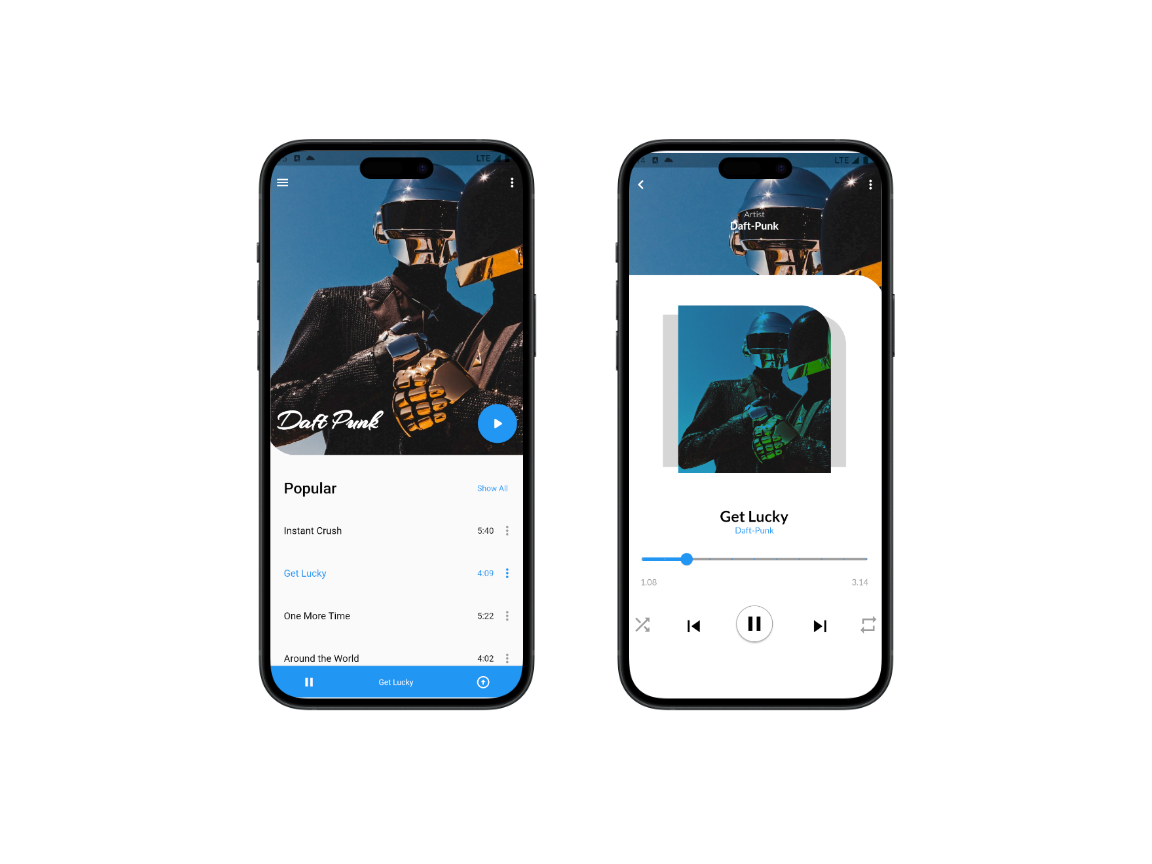 LTE
Daft Punk
Popular
Show All
Instant Crush
5:40
Get Lucky
4:09
One More Time
5:22
Around the World
4:02
Get Lucky
LTE
Artist
Daft-Punk
Get Lucky
Daft-Punk
1.08
3.14